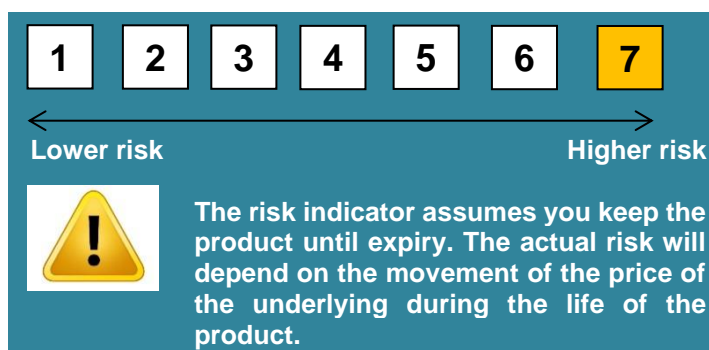 1 2 3 4 5 6 7
Lower risk Higher risk
!
The risk indicator assumes you keep the
product until expiry. The actual risk will
depend on the movement of the price of
the underlying during the life of the
product.